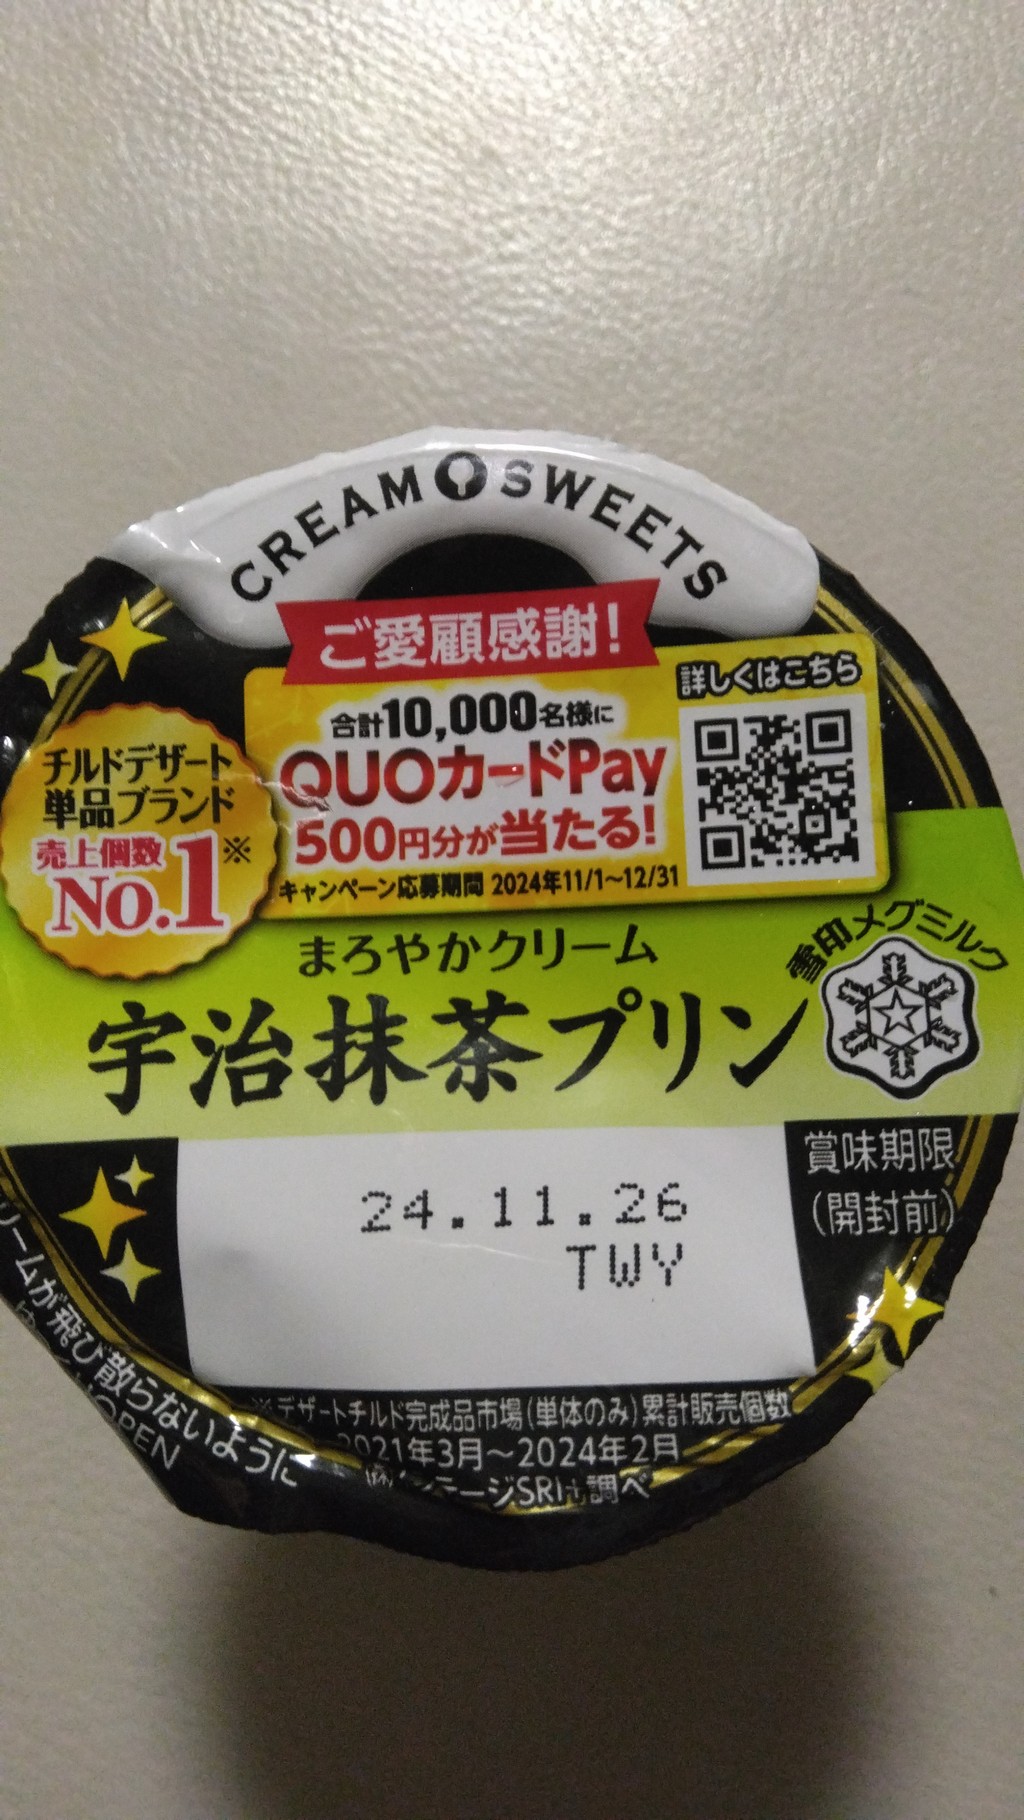 CREAM SWEETS
ご愛顧感謝!
詳しくはこちら
合計10,000名様に
QUOカードPay
500円分が当たる!
キャンペーン応募期間 2024年11/1~12/31
チルドデザート
単品ブランド
売上個数
No.1※
まろやかクリーム
宇治抹茶プリン
雪印メグミルク
賞味期限
(開封前)
24.11.26
TWY
※デザートチルド完成品市場(単体のみ)累計販売個数
2021年3月~2024年2月
テージSRI+調べ
リームが飛び散らないように
OPEN